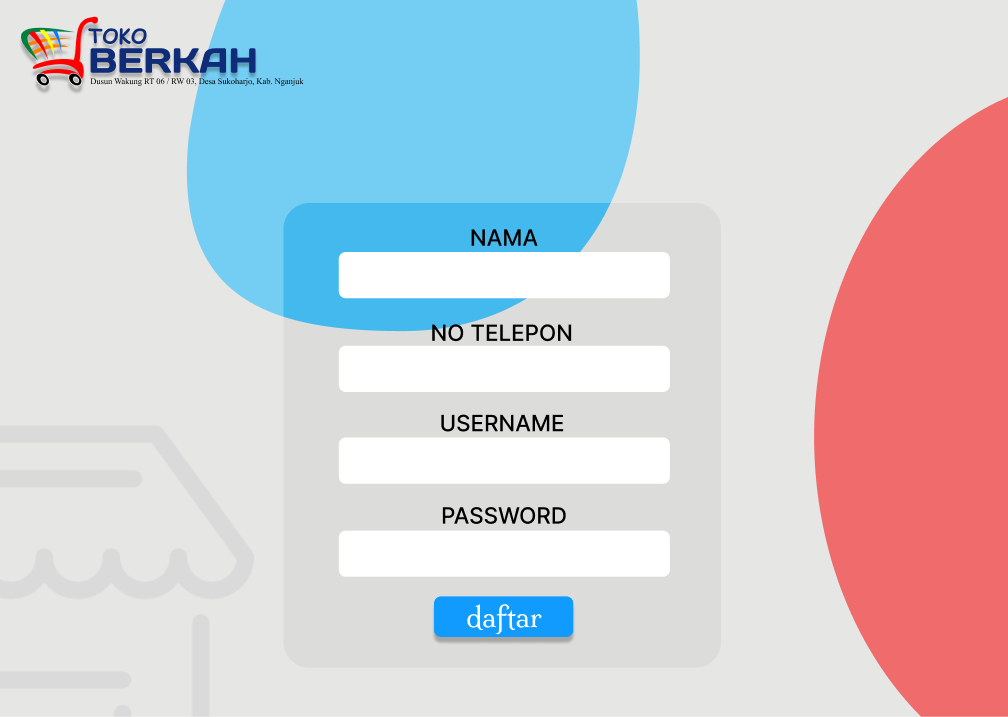 TOKO
BERKAH
Dusun Wakung RT 06 / RW 03, Desa Sukoharjo, Kab. Nganjuk
NAMA
NO TELEPON
USERNAME
PASSWORD
daftar